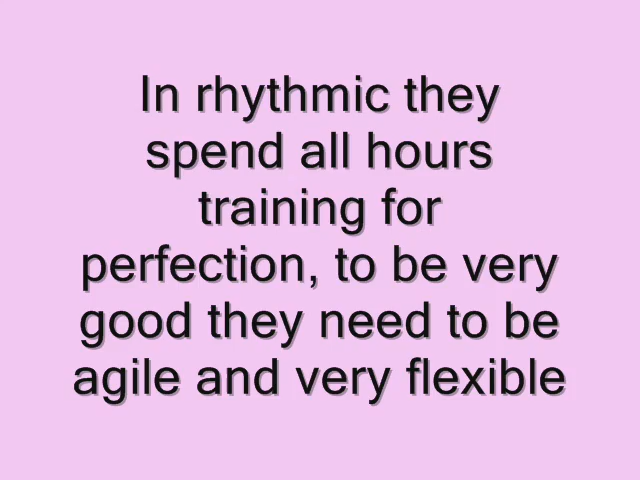 In rhythmic they
spend all hours
training for
perfection, to be very
good they need to be
agile and very flexible